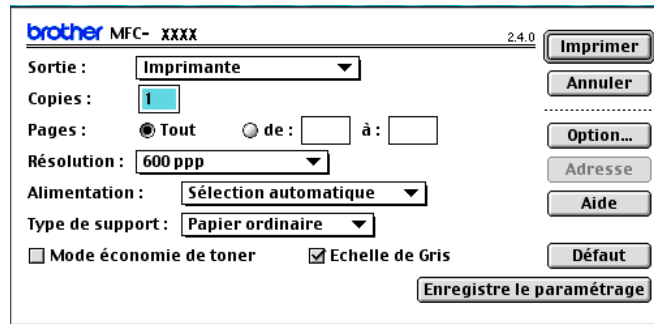 brother MFC- XXXX 2.4.0
Imprimer
Sortie : Imprimante
Annuler
Copies : 1
Pages : Tout de : à :
Option...
Résolution : 600 ppp
Adresse
Alimentation : Sélection automatique
Aide
Type de support : Papier ordinaire
Mode économie de toner Echelle de Gris
Défaut
Enregistre le paramétrage